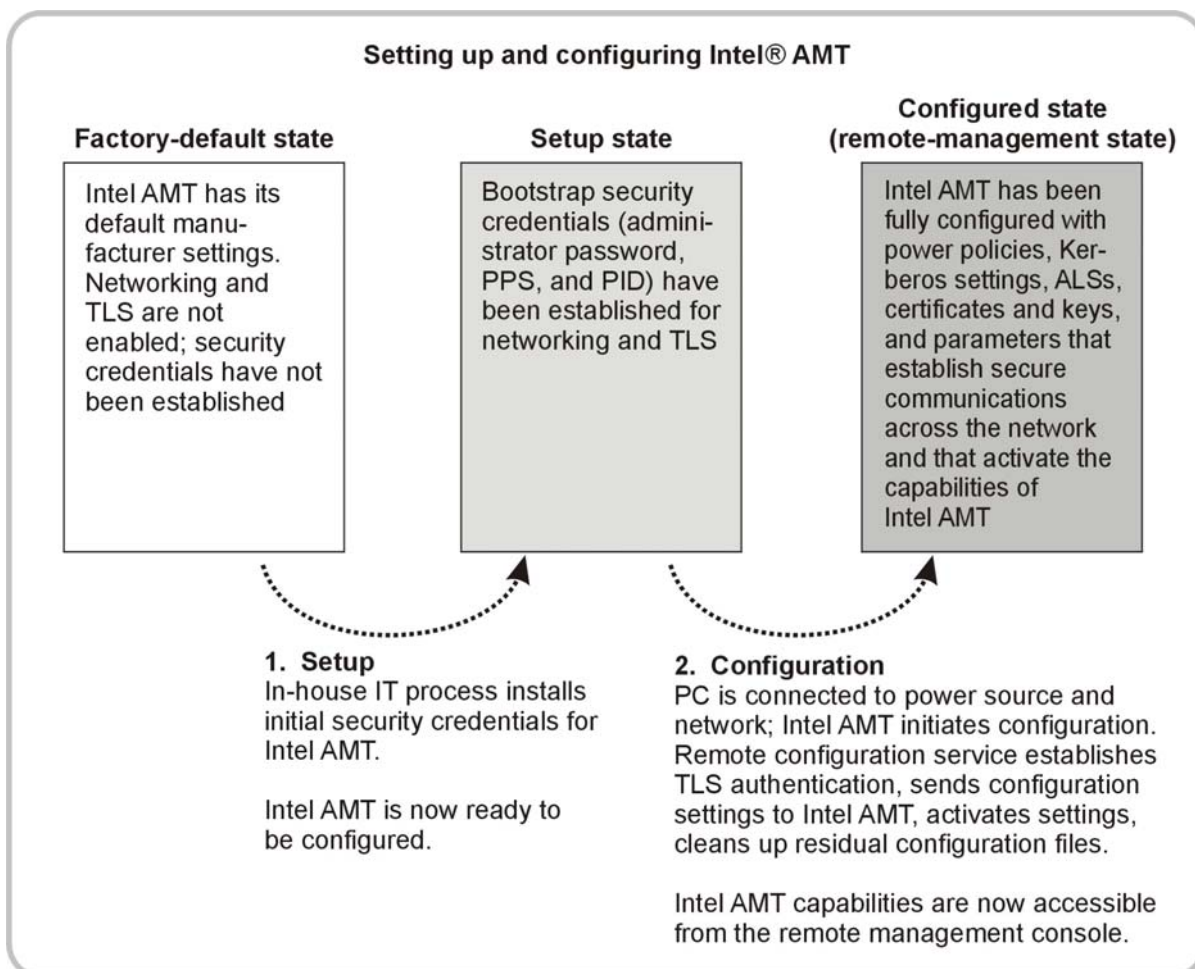 Setting up and configuring Intel® AMT
Factory-default state
Intel AMT has its
default manu-
facturer settings.
Networking and
TLS are not
enabled; security
credentials have not
been established
Setup state
Bootstrap security
credentials (admini-
strator password,
PPS, and PID) have
been established for
networking and TLS
Configured state
(remote-management state)
Intel AMT has been
fully configured with
power policies, Ker-
beros settings, ALSs,
certificates and keys,
and parameters that
establish secure
communications
across the network
and that activate the
capabilities of
Intel AMT
1. Setup
In-house IT process installs
initial security credentials for
Intel AMT.
Intel AMT is now ready to
be configured.
2. Configuration
PC is connected to power source and
network; Intel AMT initiates configuration.
Remote configuration service establishes
TLS authentication, sends configuration
settings to Intel AMT, activates settings,
cleans up residual configuration files.
Intel AMT capabilities are now accessible
from the remote management console.